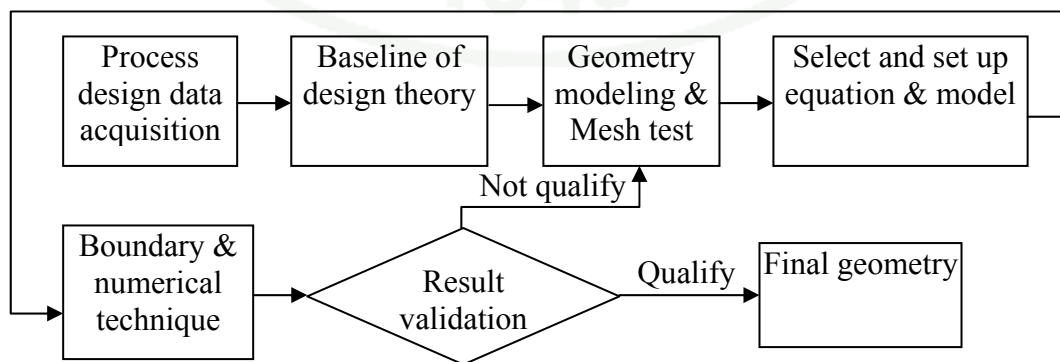 Process
design data
acquisition
Baseline of
design theory
Geometry
modeling &
Mesh test
Select and set up
equation & model
Not qualify
Boundary &
numerical
technique
Result
validation
Qualify
Final geometry